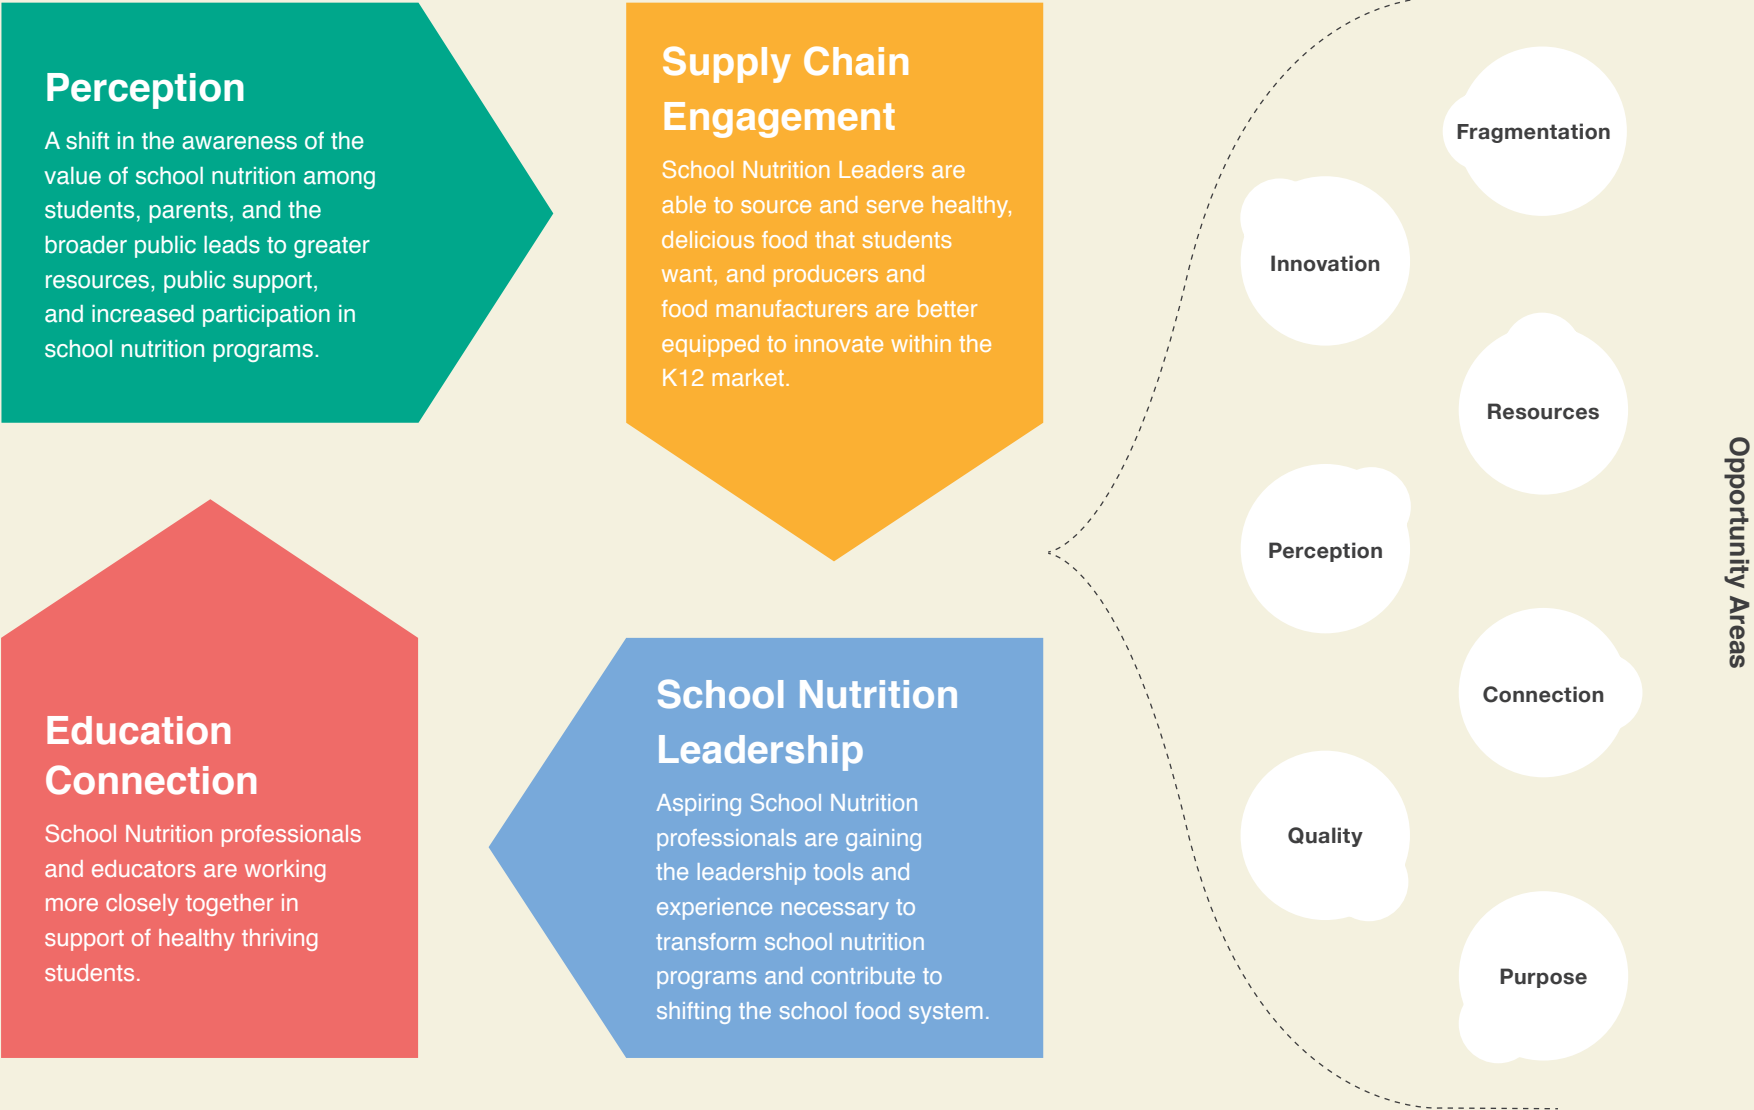 Perception
A shift in the awareness of the
value of school nutrition among
students, parents, and the
broader public leads to greater
resources, public support,
and increased participation in
school nutrition programs.
Supply Chain
Engagement
School Nutrition Leaders are
able to source and serve healthy,
delicious food that students
want, and producers and
food manufacturers are better
equipped to innovate within the
K12 market.
Education
Connection
School Nutrition professionals
and educators are working
more closely together in
support of healthy thriving
students.
School Nutrition
Leadership
Aspiring School Nutrition
professionals are gaining
the leadership tools and
experience necessary to
transform school nutrition
programs and contribute to
shifting the school food system.
Fragmentation
Innovation
Resources
Perception
Connection
Quality
Purpose
Opportunity Areas